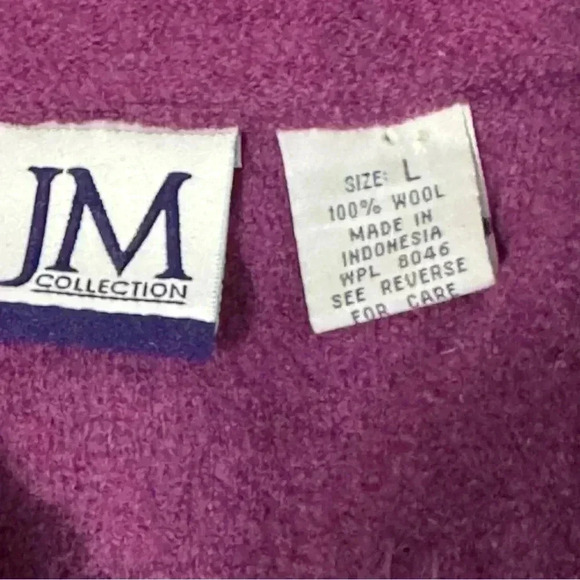 JM
COLLECTION
SIZE: L
100% WOOL
MADE IN
INDONESIA
WPL 8046
SEE REVERSE
FOR CARE